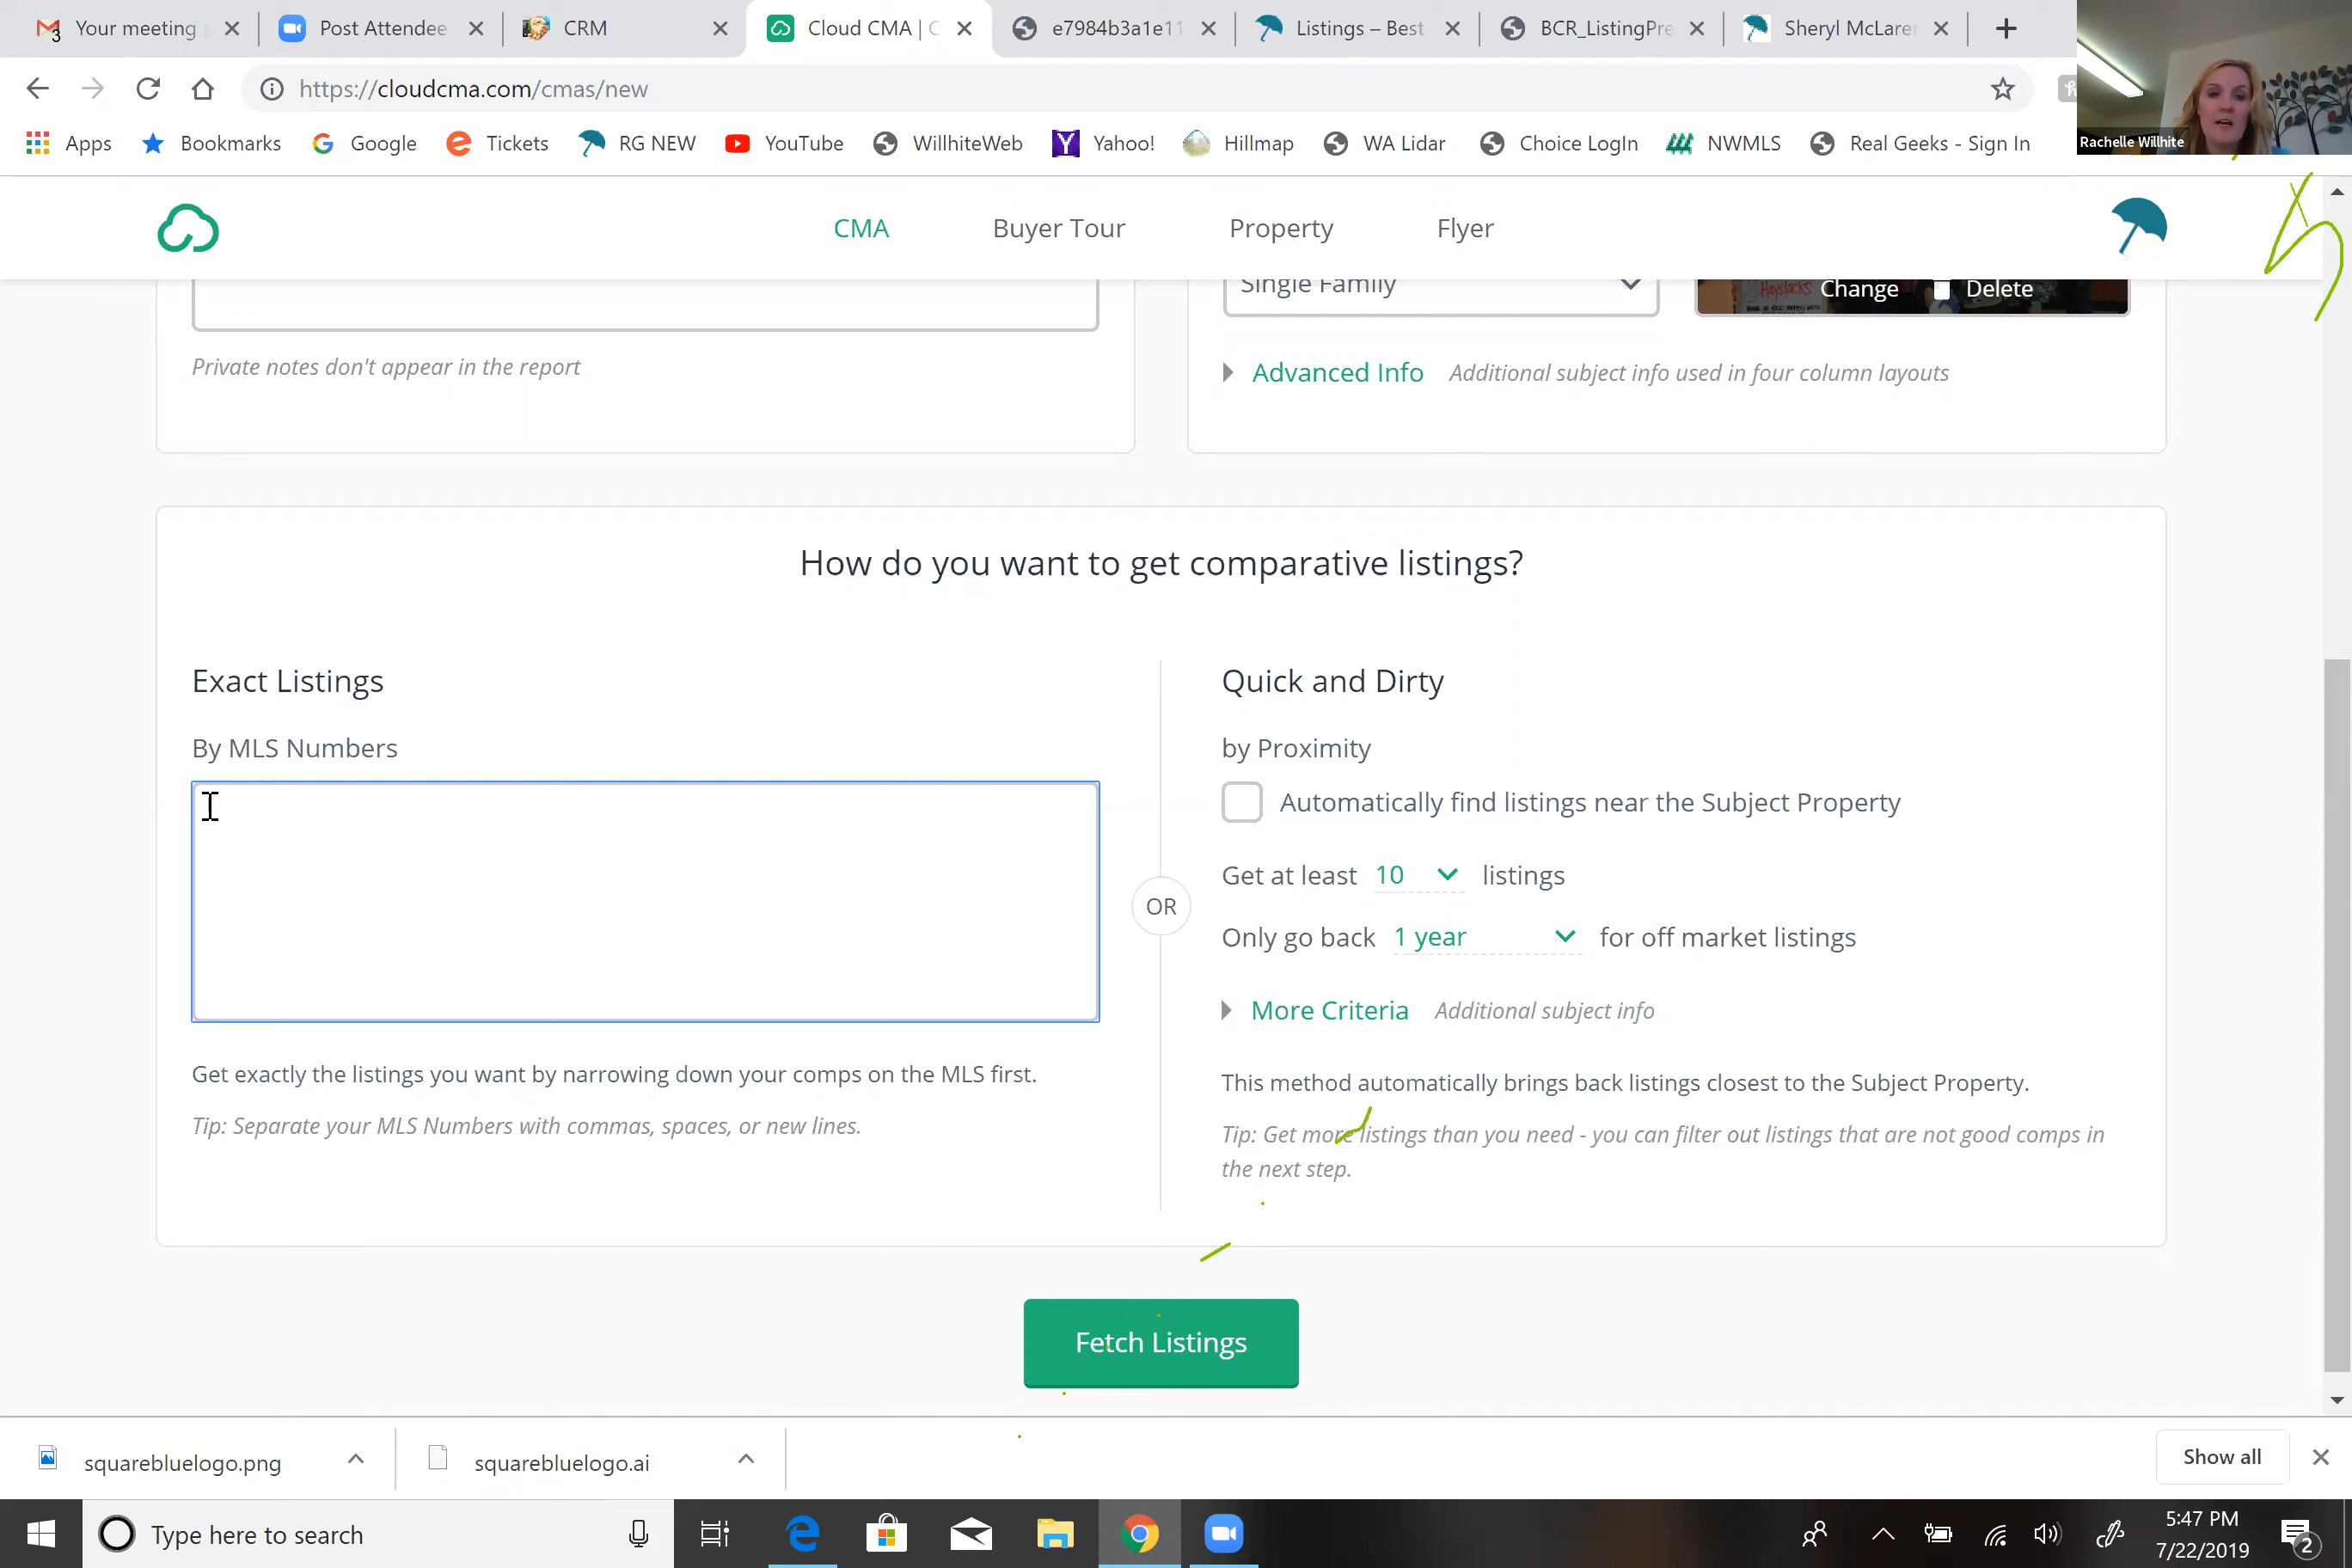 Your meeting
Post Attendee
CRM
Cloud CMA | C
e7984b3a1e11
Listings – Best
BCR_ListingPre
Sheryl McLaren
https://cloudcma.com/cmas/new
Rachelle Willhite
Apps
Bookmarks
Google
Tickets
RG NEW
YouTube
WillhiteWeb
Yahoo!
Hillmap
WA Lidar
Choice LogIn
NWMLS
Real Geeks - Sign In
CMA
Buyer Tour
Property
Flyer
Single Family
Haystacks
Change
Delete
Private notes don't appear in the report
Advanced Info Additional subject info used in four column layouts
How do you want to get comparative listings?
Exact Listings
By MLS Numbers
Get exactly the listings you want by narrowing down your comps on the MLS first.
Tip: Separate your MLS Numbers with commas, spaces, or new lines.
OR
Quick and Dirty
by Proximity
Automatically find listings near the Subject Property
Get at least 10 listings
Only go back 1 year for off market listings
More Criteria Additional subject info
This method automatically brings back listings closest to the Subject Property.
Tip: Get more listings than you need - you can filter out listings that are not good comps in
the next step.
Fetch Listings
squarebluelogo.png
squarebluelogo.ai
Show all
Type here to search
5:47 PM
7/22/2019
2